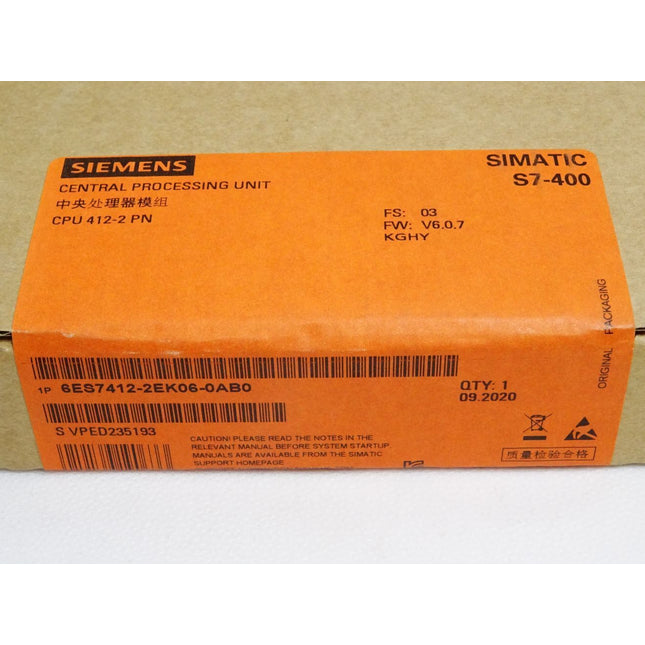 SIEMENS
SIMATIC
S7-400
CENTRAL PROCESSING UNIT
中央处理器模组
CPU 412-2 PN
FS: 03
FW: V6.0.7
KGHY
ORIGINAL PACKAGING
1P 6ES7412-2EK06-0AB0
QTY: 1
09.2020
S VPED235193
CAUTION! PLEASE READ THE NOTES IN THE
RELEVANT MANUAL BEFORE SYSTEM STARTUP.
MANUALS ARE AVAILABLE FROM THE SIMATIC
SUPPORT HOMEPAGE
质量检验合格